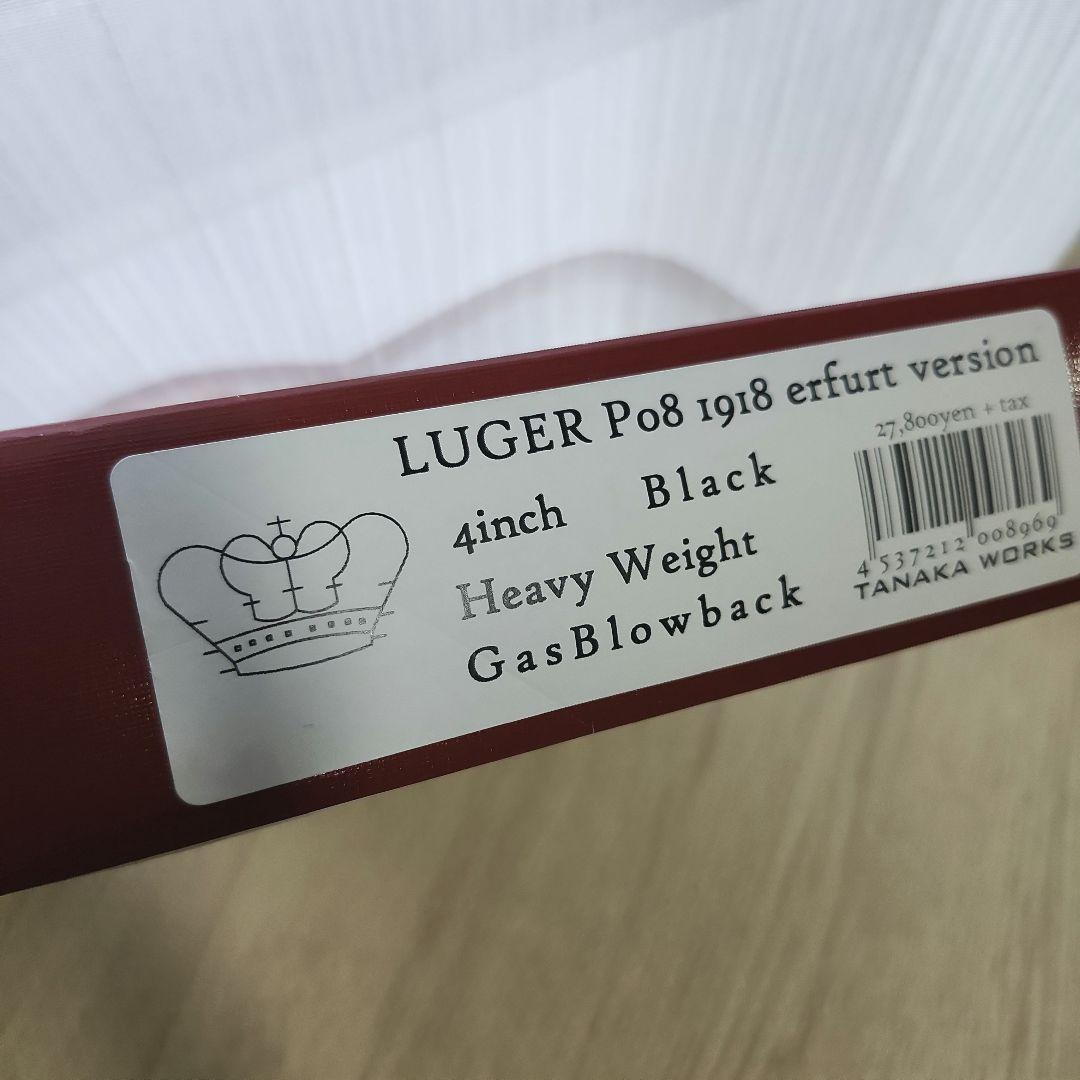 LUGER P08 1918 erfurt version
4inch Black
Heavy Weight
GasBlowback
27,800yen + tax
4 537212 008969
TANAKA WORKS